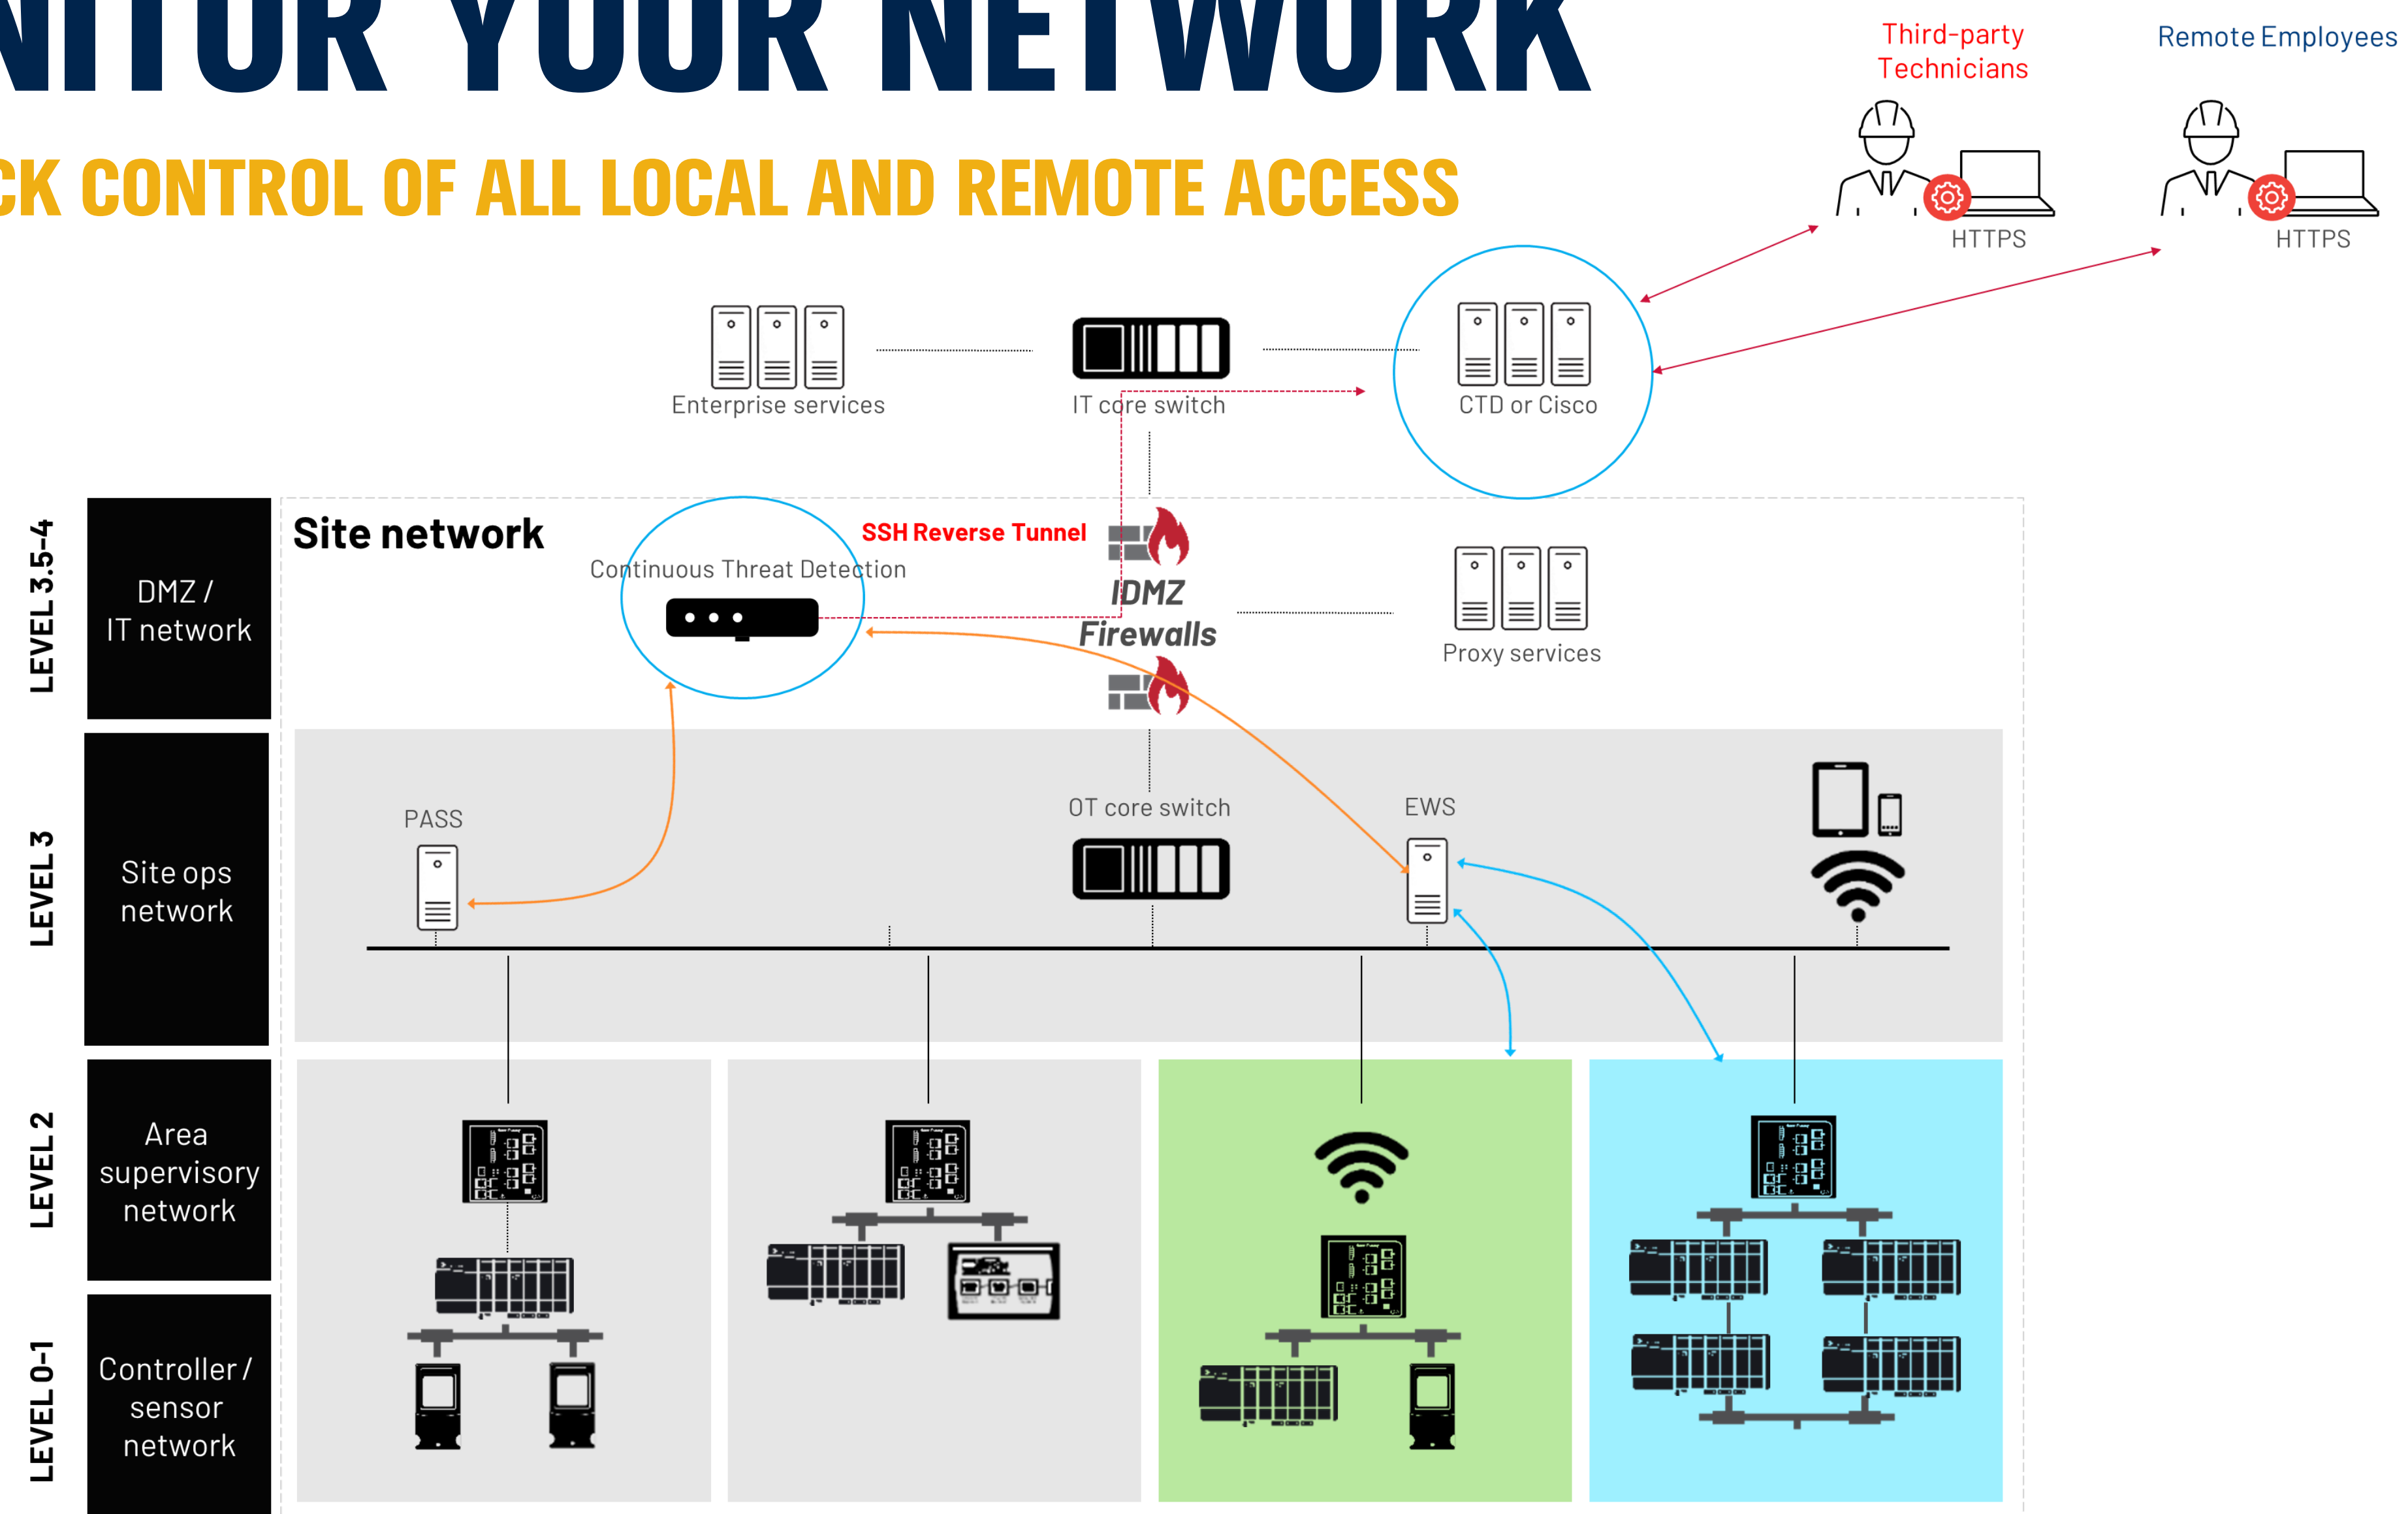 NITOR YOUR NETWORK
CK CONTROL OF ALL LOCAL AND REMOTE ACCESS
Third-party
Technicians
Remote Employees
HTTPS
HTTPS
Enterprise services
IT core switch
CTD or Cisco
LEVEL 3.5-4
DMZ /
IT network
Site network
Continuous Threat Detection
SSH Reverse Tunnel
IDMZ
Firewalls
Proxy services
LEVEL 3
Site ops
network
PASS
OT core switch
EWS
LEVEL 2
Area
supervisory
network
LEVEL 0-1
Controller /
sensor
network